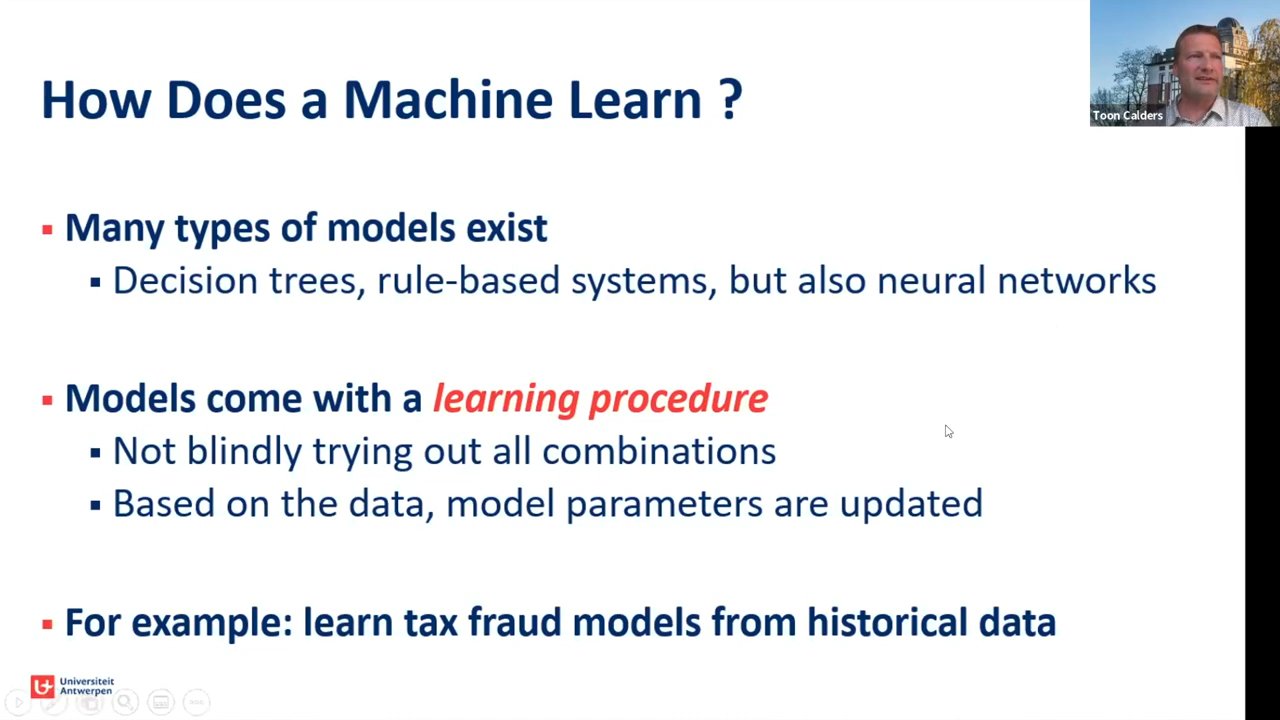 How Does a Machine Learn ?
Toon Calders
Many types of models exist
Decision trees, rule-based systems, but also neural networks
Models come with a learning procedure
Not blindly trying out all combinations
Based on the data, model parameters are updated
For example: learn tax fraud models from historical data
Universiteit
Antwerpen